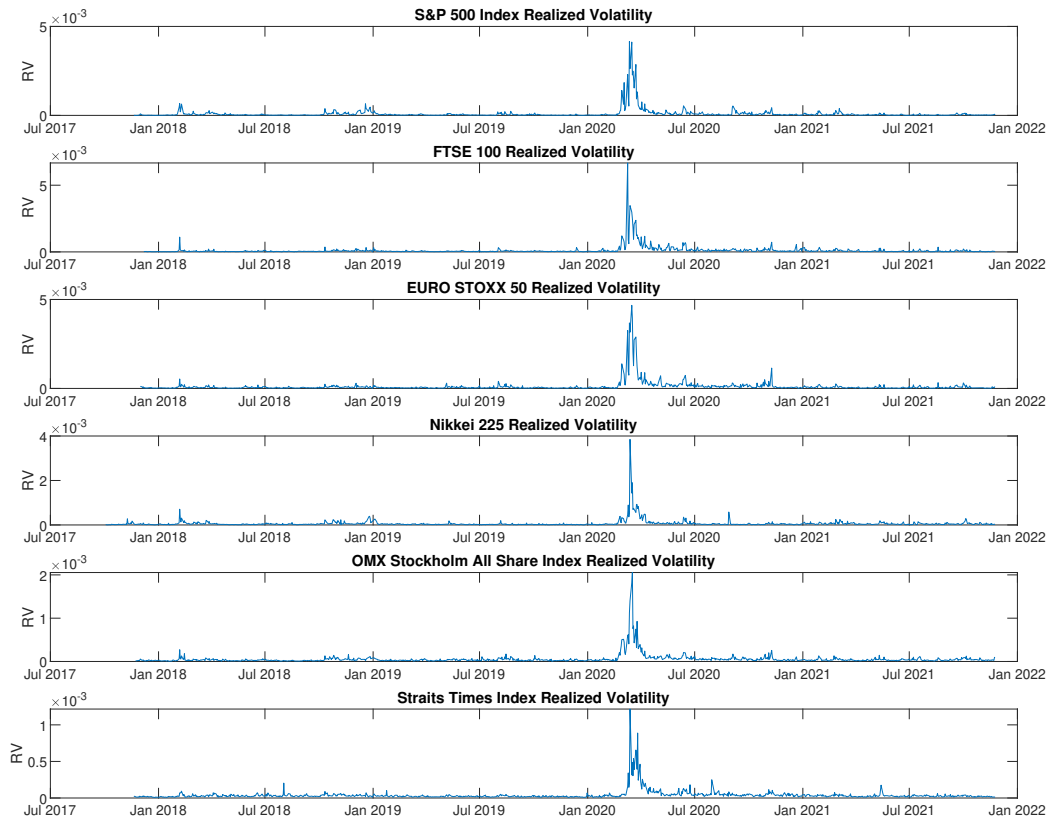 S&P 500 Index Realized Volatility
×10⁻³
5
RV
0
Jul 2017 Jan 2018 Jul 2018 Jan 2019 Jul 2019 Jan 2020 Jul 2020 Jan 2021 Jul 2021 Jan 2022
FTSE 100 Realized Volatility
×10⁻³
5
RV
0
Jul 2017 Jan 2018 Jul 2018 Jan 2019 Jul 2019 Jan 2020 Jul 2020 Jan 2021 Jul 2021 Jan 2022
EURO STOXX 50 Realized Volatility
×10⁻³
5
RV
0
Jul 2017 Jan 2018 Jul 2018 Jan 2019 Jul 2019 Jan 2020 Jul 2020 Jan 2021 Jul 2021 Jan 2022
Nikkei 225 Realized Volatility
×10⁻³
4
2
RV
0
Jul 2017 Jan 2018 Jul 2018 Jan 2019 Jul 2019 Jan 2020 Jul 2020 Jan 2021 Jul 2021 Jan 2022
OMX Stockholm All Share Index Realized Volatility
×10⁻³
2
1
RV
0
Jul 2017 Jan 2018 Jul 2018 Jan 2019 Jul 2019 Jan 2020 Jul 2020 Jan 2021 Jul 2021 Jan 2022
Straits Times Index Realized Volatility
×10⁻³
1
0.5
RV
0
Jul 2017 Jan 2018 Jul 2018 Jan 2019 Jul 2019 Jan 2020 Jul 2020 Jan 2021 Jul 2021 Jan 2022